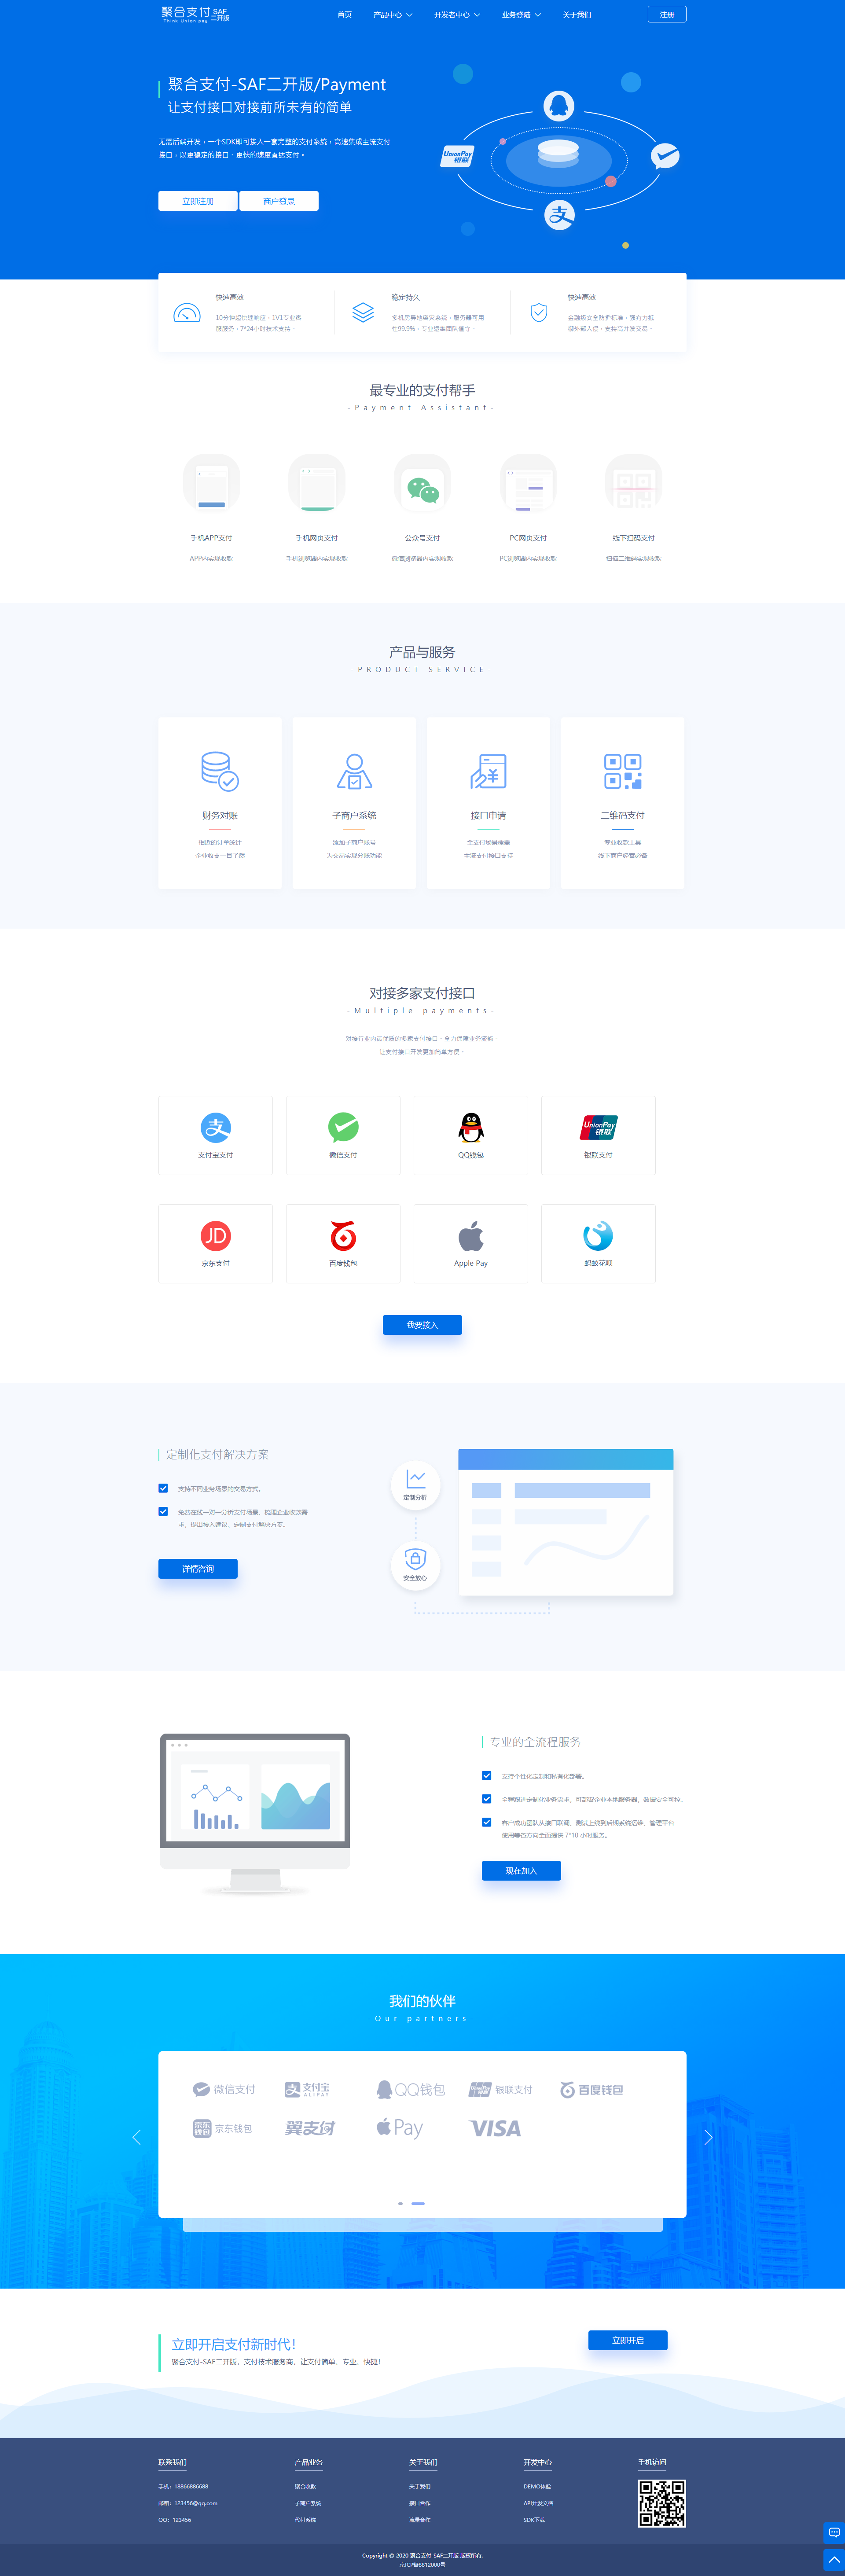 聚合支付 SAF
Think Union pay 二开版
首页 产品中心 开发者中心 业务登陆 关于我们 注册
聚合支付-SAF二开版/Payment
让支付接口对接前所未有的简单
无需后端开发,一个SDK即可接入一套完整的支付系统,高速集成主流支付
接口,以更稳定的接口、更快的速度直达支付。
立即注册 商户登录
UnionPay
银联
快速高效
10分钟超快速响应,1V1专业客
服服务,7*24小时技术支持。
稳定持久
多机房异地容灾系统,服务器可用
性99.9%,专业运维团队值守。
快速高效
金融级安全防护标准,强有力抵
御外部入侵,支持高并发交易。
最专业的支付帮手
-Payment Assistant-
手机APP支付
APP内实现收款
手机网页支付
手机浏览器内实现收款
公众号支付
微信浏览器内实现收款
PC网页支付
PC浏览器内实现收款
线下扫码支付
扫描二维码实现收款
产品与服务
-PRODUCT SERVICE-
财务对账
相近的订单统计
企业收支一目了然
子商户系统
添加子商户账号
为交易实现分账功能
接口申请
全支付场景覆盖
主流支付接口支持
二维码支付
专业收款工具
线下商户经营必备
对接多家支付接口
-Multiple payments-
对接行业内最优质的多家支付接口,全力保障业务流畅。
让支付接口开发更加简单方便。
支付宝支付
微信支付
QQ钱包
UnionPay
银联
银联支付
JD
京东支付
百度钱包
Apple Pay
蚂蚁花呗
我要接入
定制化支付解决方案
支持不同业务场景的交易方式。
免费在线一对一分析支付场景、梳理企业收款需
求,提出接入建议,定制支付解决方案。
详情咨询
定制分析
安全放心
专业的全流程服务
支持个性化定制和私有化部署。
全程跟进定制化业务需求,可部署企业本地服务器,数据安全可控。
客户成功团队从接口联调、测试上线到后期系统运维、管理平台
使用等各方向全面提供 7*10 小时服务。
现在加入
我们的伙伴
-Our partners-
微信支付
支付宝
ALIPAY
QQ钱包
UnionPay
银联
银联支付
百度钱包
京东
钱包
京东钱包
翼支付
Pay
VISA
立即开启支付新时代!
聚合支付-SAF二开版,支付技术服务商,让支付简单、专业、快捷!
立即开启
联系我们
手机:18866886688
邮箱:123456@qq.com
QQ:123456
产品业务
聚合收款
子商户系统
代付系统
关于我们
关于我们
接口合作
流量合作
开发中心
DEMO体验
API开发文档
SDK下载
手机访问
Copyright © 2020 聚合支付-SAF二开版 版权所有.
京ICP备8812000号